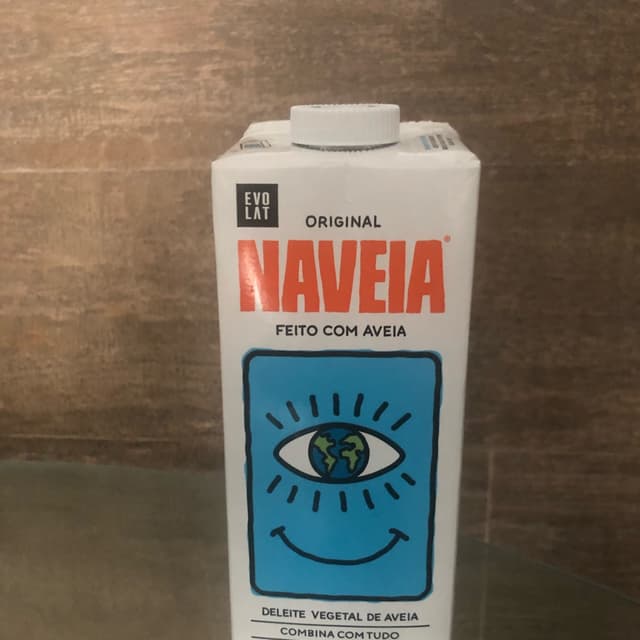 EVO
LAT
ORIGINAL
NAVEIA®
FEITO COM AVEIA
DELEITE VEGETAL DE AVEIA
COMBINA COM TUDO